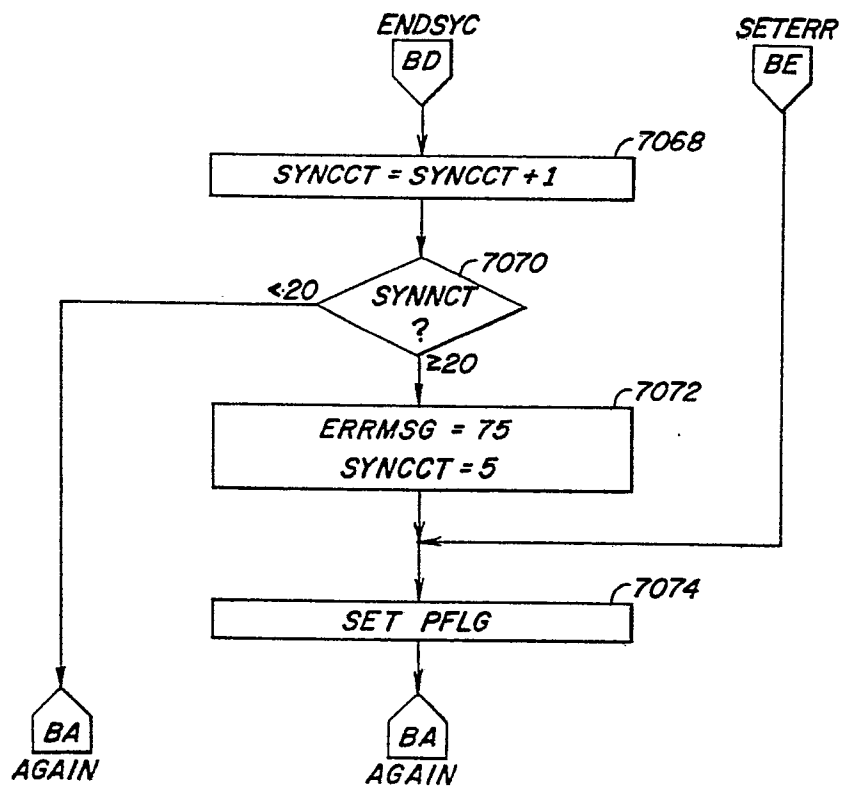 ENDSYC
BD
SETERR
BE
7068
SYNCCT = SYNCCT + 1
7070
<20
SYNNCT
?
≥20
7072
ERRMSG = 75
SYNCCT = 5
7074
SET PFLG
BA
AGAIN
BA
AGAIN